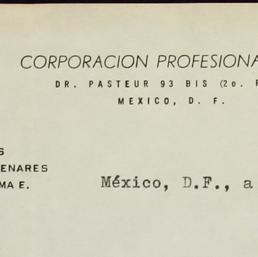 CORPORACION PROFESIONA
DR. PASTEUR 93 BIS (2o.
MEXICO, D. F.
S
ENARES
MA E.
México, D.F., a